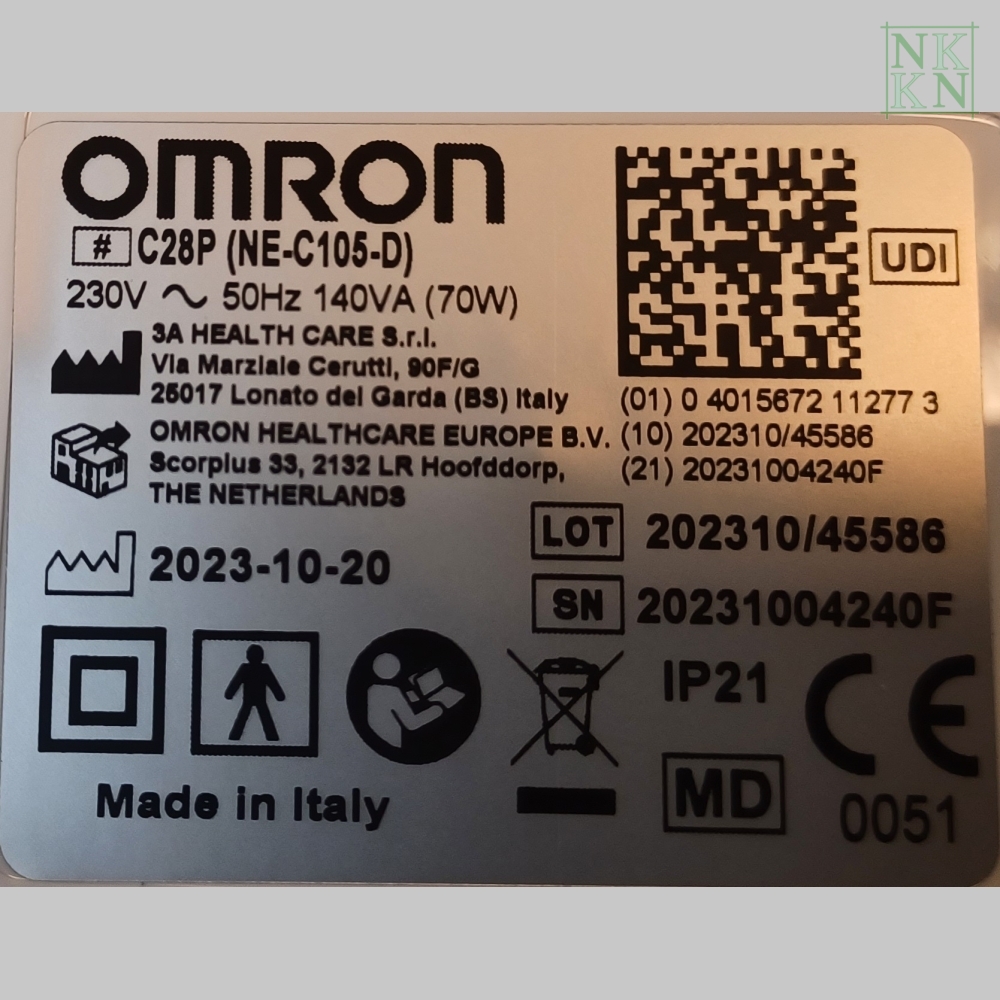 NK
KN
OMRON
# C28P (NE-C105-D)
230V ~ 50Hz 140VA (70W)
3A HEALTH CARE S.r.l.
Via Marziale Cerutti, 90F/G
25017 Lonato del Garda (BS) Italy
OMRON HEALTHCARE EUROPE B.V.
Scorpius 33, 2132 LR Hoofddorp,
THE NETHERLANDS
UDI
(01) 0 4015672 11277 3
(10) 202310/45586
(21) 20231004240F
2023-10-20
LOT 202310/45586
SN 20231004240F
IP21
CE
0051
MD
Made in Italy